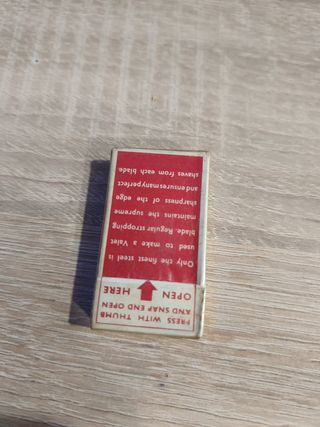 PRESS WITH THUMB
AND SNAP END OPEN
OPEN HERE
Only the finest steel is
used to make a Valet
blade. Regular stropping
maintains the supreme
sharpness of the edge
and ensures many perfect
shaves from each blade.